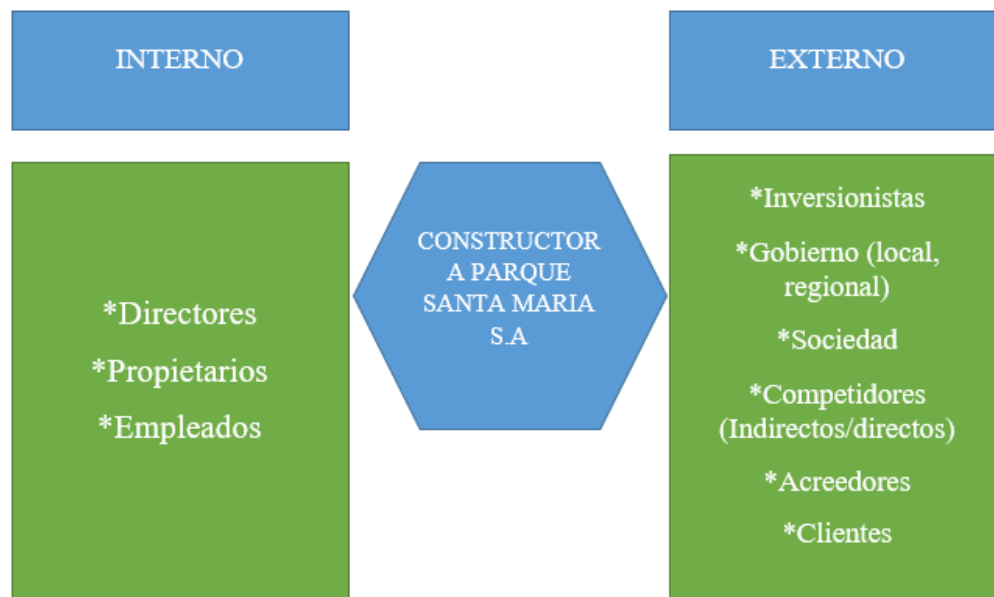 INTERNO
*Directores
*Propietarios
*Empleados
CONSTRUCTOR
A PARQUE
SANTA MARIA
S.A
EXTERNO
*Inversionistas
*Gobierno (local,
regional)
*Sociedad
*Competidores
(Indirectos/directos)
*Acreedores
*Clientes